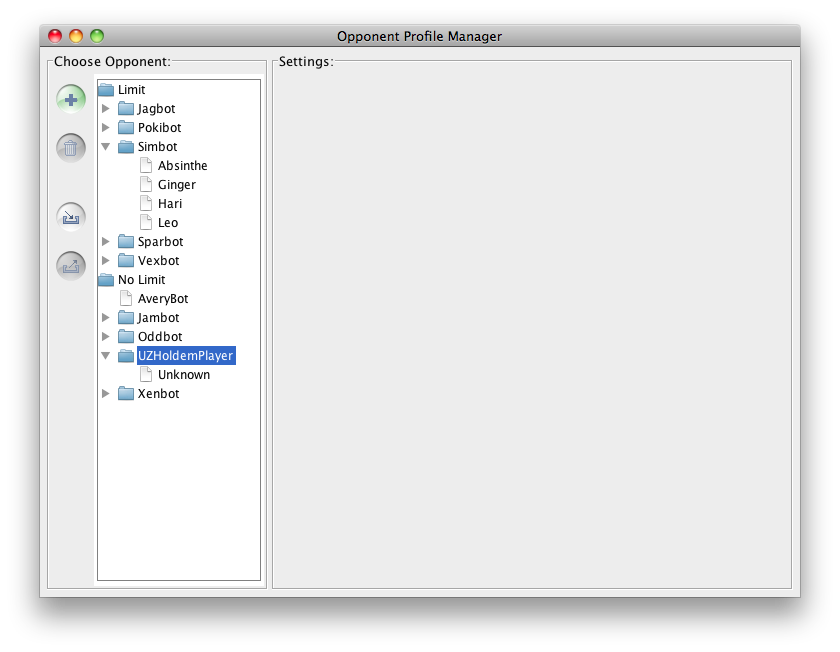 Opponent Profile Manager
Choose Opponent:
Limit
Jagbot
Pokibot
Simbot
Absinthe
Ginger
Hari
Leo
Sparbot
Vexbot
No Limit
AveryBot
Jambot
Oddbot
UZHoldemPlayer
Unknown
Xenbot
Settings: